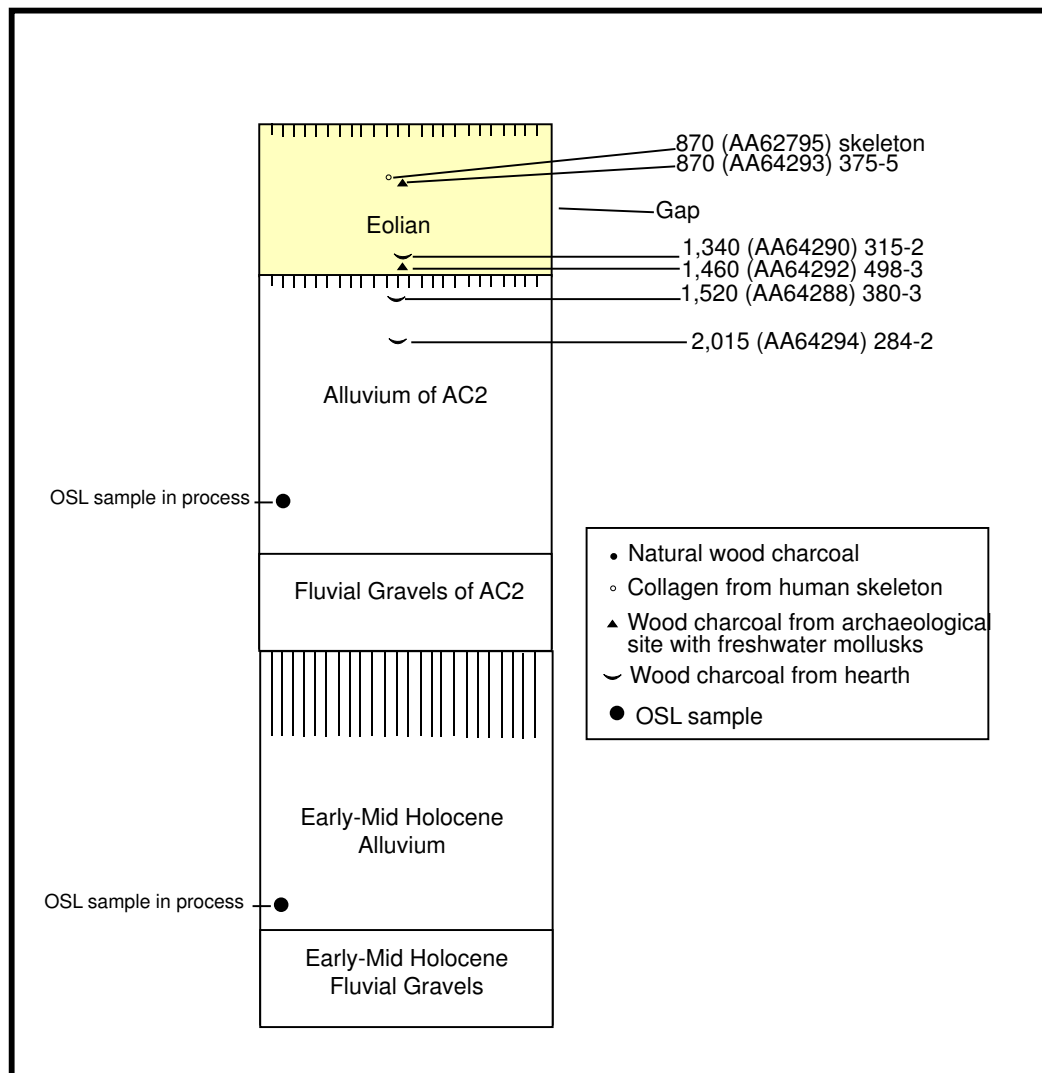 870 (AA62795) skeleton
870 (AA64293) 375-5
Gap
Eolian
1,340 (AA64290) 315-2
1,460 (AA64292) 498-3
1,520 (AA64288) 380-3
2,015 (AA64294) 284-2
Alluvium of AC2
OSL sample in process
Fluvial Gravels of AC2
Natural wood charcoal
Collagen from human skeleton
Wood charcoal from archaeological
site with freshwater mollusks
Wood charcoal from hearth
OSL sample
Early-Mid Holocene
Alluvium
OSL sample in process
Early-Mid Holocene
Fluvial Gravels